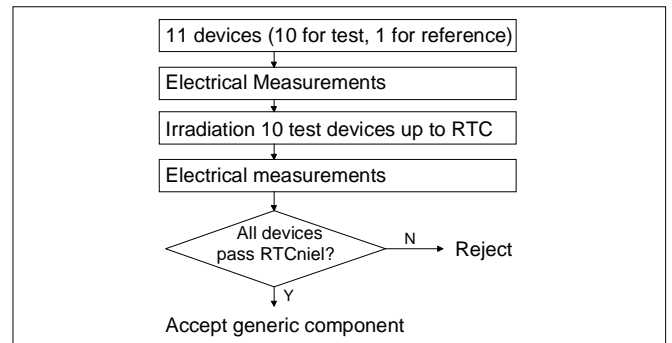 11 devices (10 for test, 1 for reference)
Electrical Measurements
Irradiation 10 test devices up to RTC
Electrical measurements
All devices
pass RTCniel?
N
Reject
Y
Accept generic component